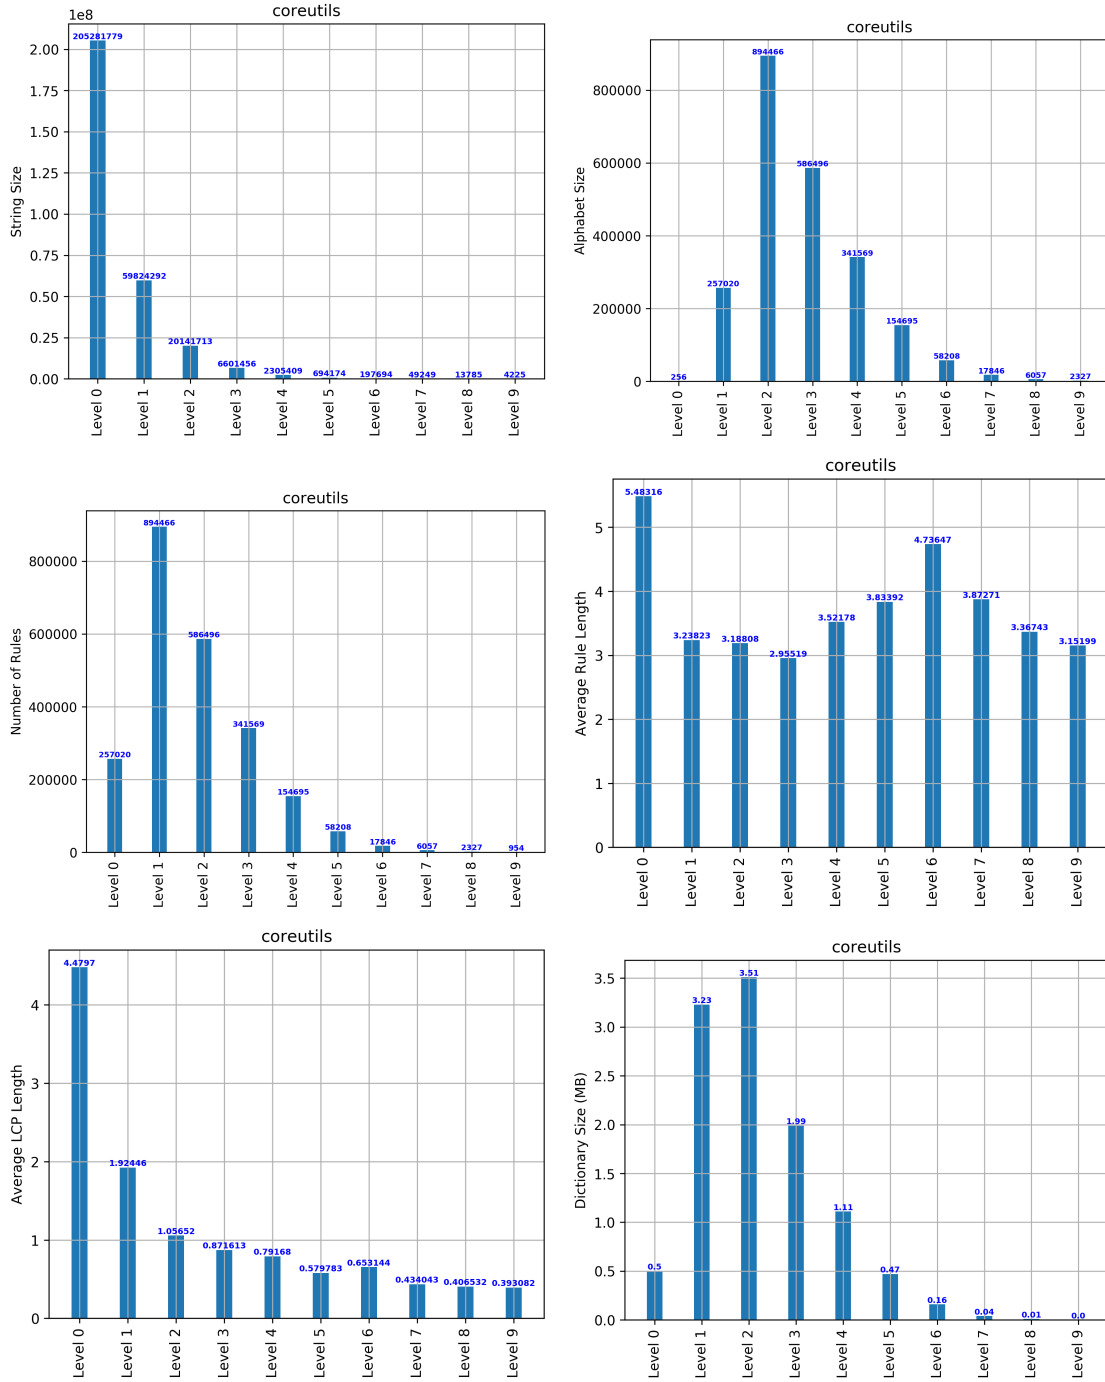 coreutils
1e8
String Size
2.00
1.75
1.50
1.25
1.00
0.75
0.50
0.25
0.00
205281779
59824292
20141713
6601456
2305409
694174
197694
49249
13785
4225
Level 0
Level 1
Level 2
Level 3
Level 4
Level 5
Level 6
Level 7
Level 8
Level 9
coreutils
Alphabet Size
800000
600000
400000
200000
0
256
257020
894466
586496
341569
154695
58208
17846
6057
2327
Level 0
Level 1
Level 2
Level 3
Level 4
Level 5
Level 6
Level 7
Level 8
Level 9
coreutils
Number of Rules
800000
600000
400000
200000
0
257020
894466
586496
341569
154695
58208
17846
6057
2327
954
Level 0
Level 1
Level 2
Level 3
Level 4
Level 5
Level 6
Level 7
Level 8
Level 9
coreutils
Average Rule Length
5
4
3
2
1
0
5.48316
3.23823
3.18808
2.95519
3.52178
3.83392
4.73647
3.87271
3.36743
3.15199
Level 0
Level 1
Level 2
Level 3
Level 4
Level 5
Level 6
Level 7
Level 8
Level 9
coreutils
Average LCP Length
4
3
2
1
0
4.4797
1.92446
1.05652
0.871613
0.79168
0.579783
0.653144
0.434043
0.406532
0.393082
Level 0
Level 1
Level 2
Level 3
Level 4
Level 5
Level 6
Level 7
Level 8
Level 9
coreutils
Dictionary Size (MB)
3.5
3.0
2.5
2.0
1.5
1.0
0.5
0.0
0.5
3.23
3.51
1.99
1.11
0.47
0.16
0.04
0.01
0.0
Level 0
Level 1
Level 2
Level 3
Level 4
Level 5
Level 6
Level 7
Level 8
Level 9